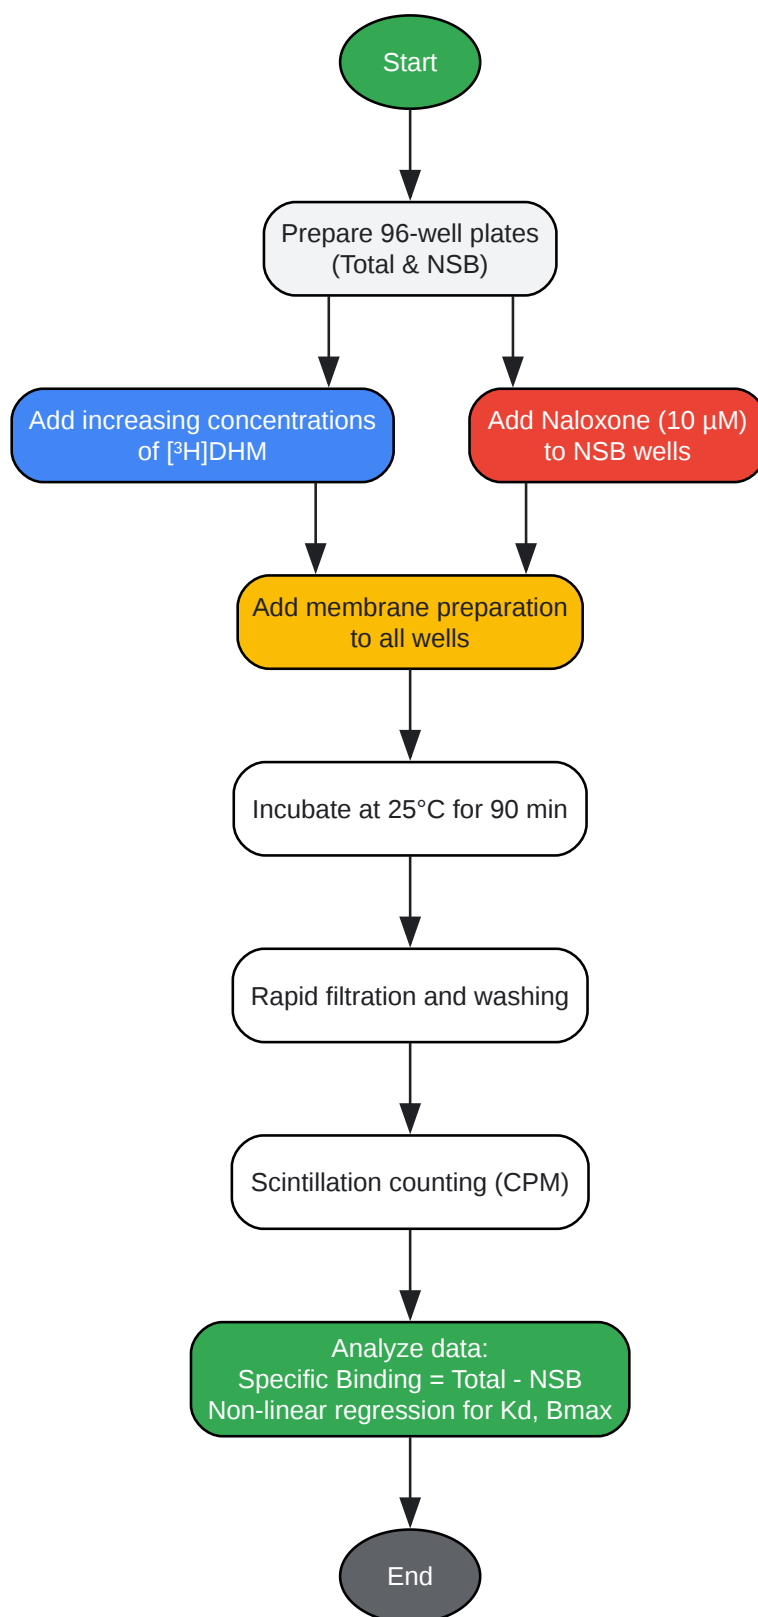 Start
Prepare 96-well plates
(Total & NSB)
Add increasing concentrations
of [³H]DHM
Add Naloxone (10 µM)
to NSB wells
Add membrane preparation
to all wells
Incubate at 25°C for 90 min
Rapid filtration and washing
Scintillation counting (CPM)
Analyze data:
Specific Binding = Total - NSB
Non-linear regression for Kd, Bmax
End